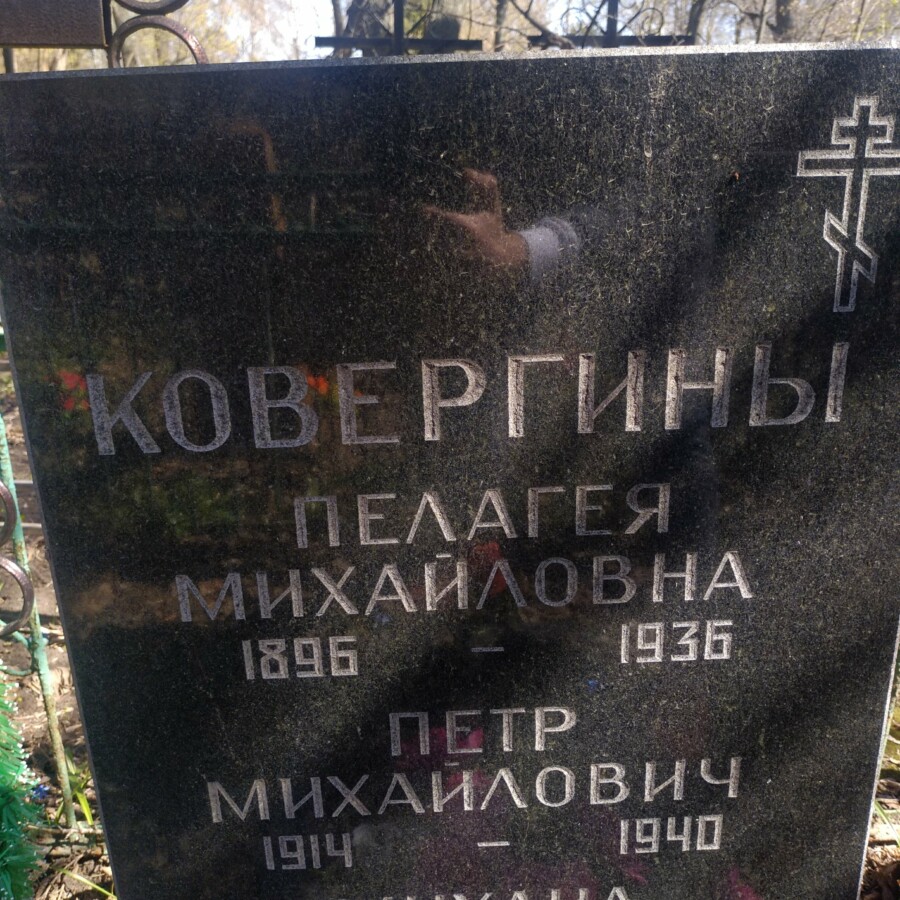 КОВЕРГИНЫ
ПЕЛАГЕЯ
МИХАЙЛОВНА
1896 – 1936
ПЕТР
МИХАЙЛОВИЧ
1914 – 1940